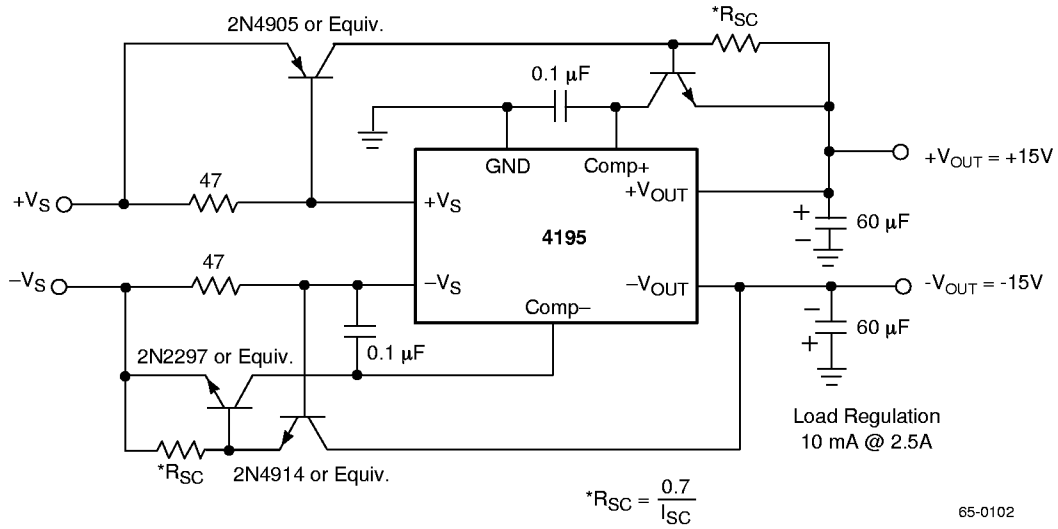 2N4905 or Equiv.
*RSC
0.1 μF
GND
Comp+
+VS
47
+VS
+VOUT
+VOUT = +15V
+
−
60 μF
4195
−VS
47
−VS
−VOUT
-VOUT = -15V
Comp−
0.1 μF
−
+
60 μF
2N2297 or Equiv.
*RSC
2N4914 or Equiv.
Load Regulation
10 mA @ 2.5A
*RSC = 0.7
ISC
65-0102